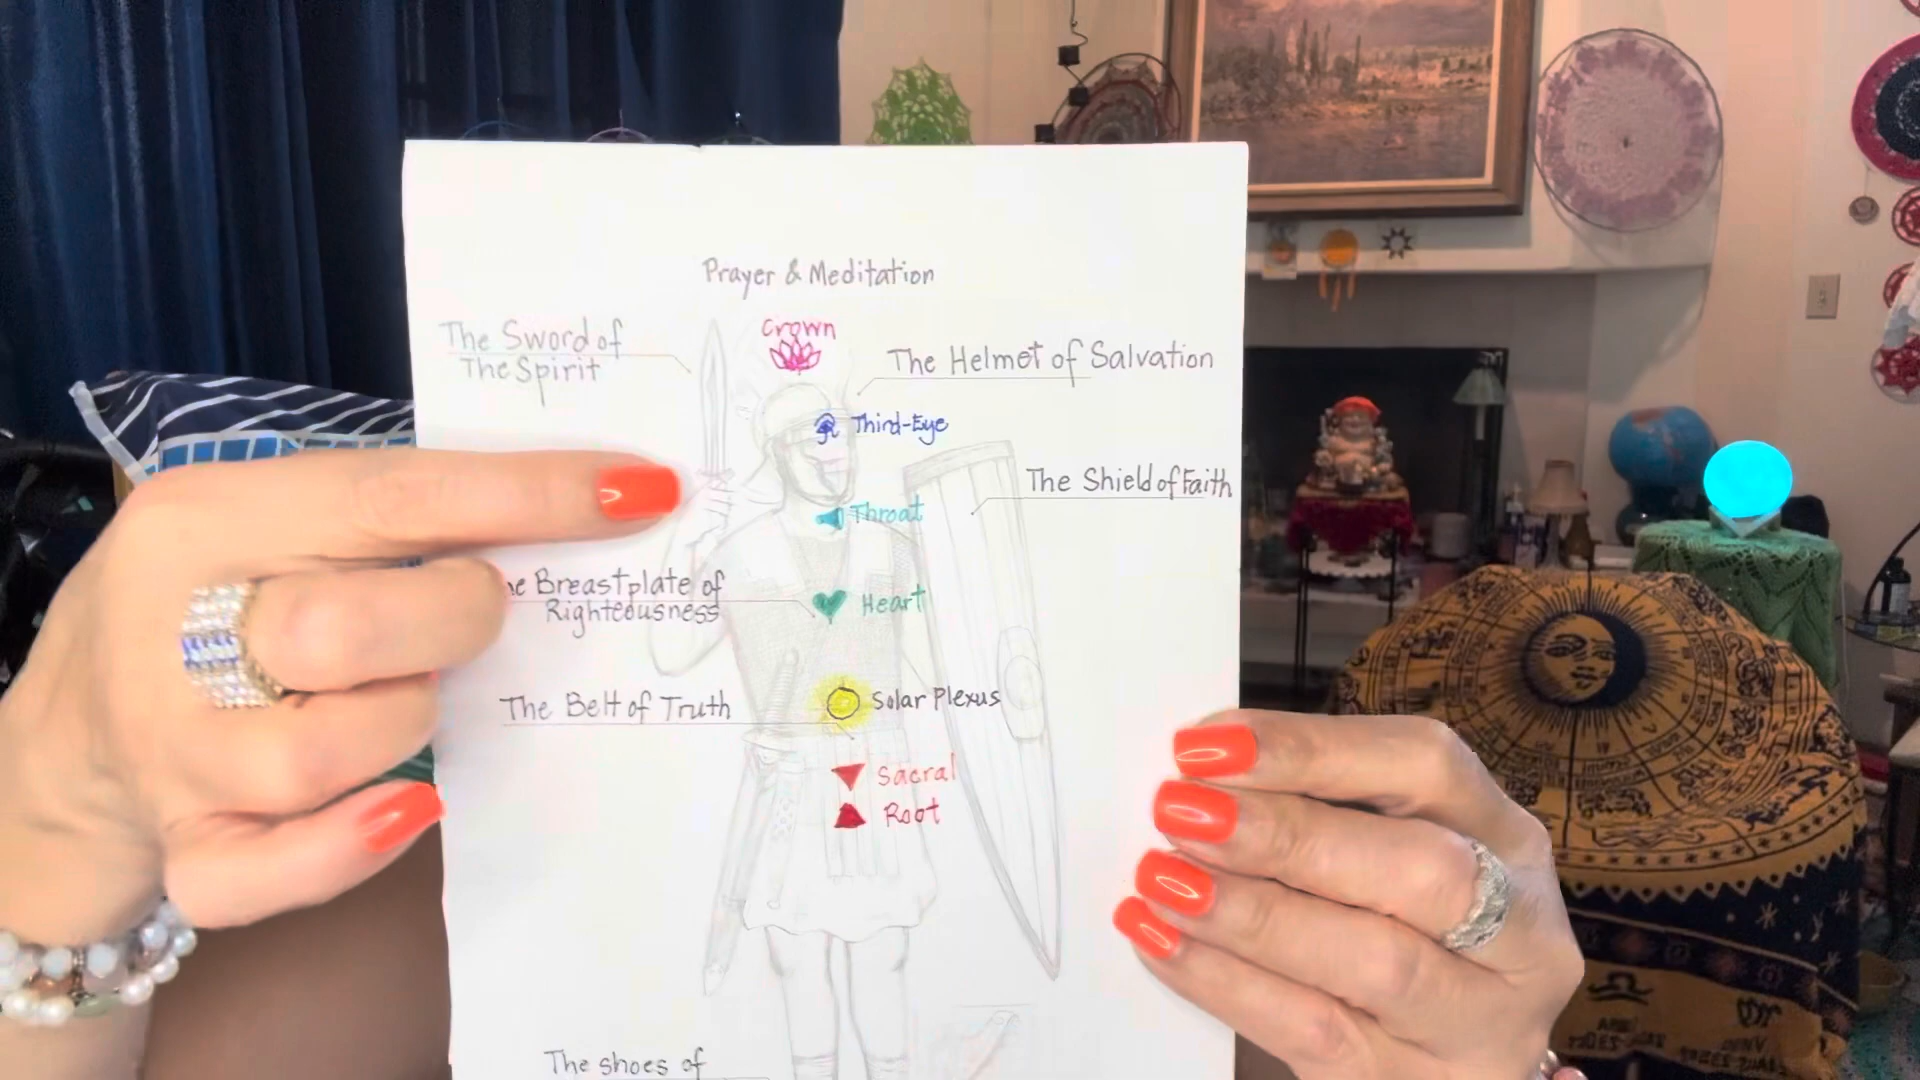 Prayer & Meditation
Crown
The Sword of
The Spirit
The Helmet of Salvation
Third-Eye
The Shield of Faith
Throat
Breastplate of
Righteousness
Heart
The Belt of Truth
Solar Plexus
Sacral
Root
The shoes of